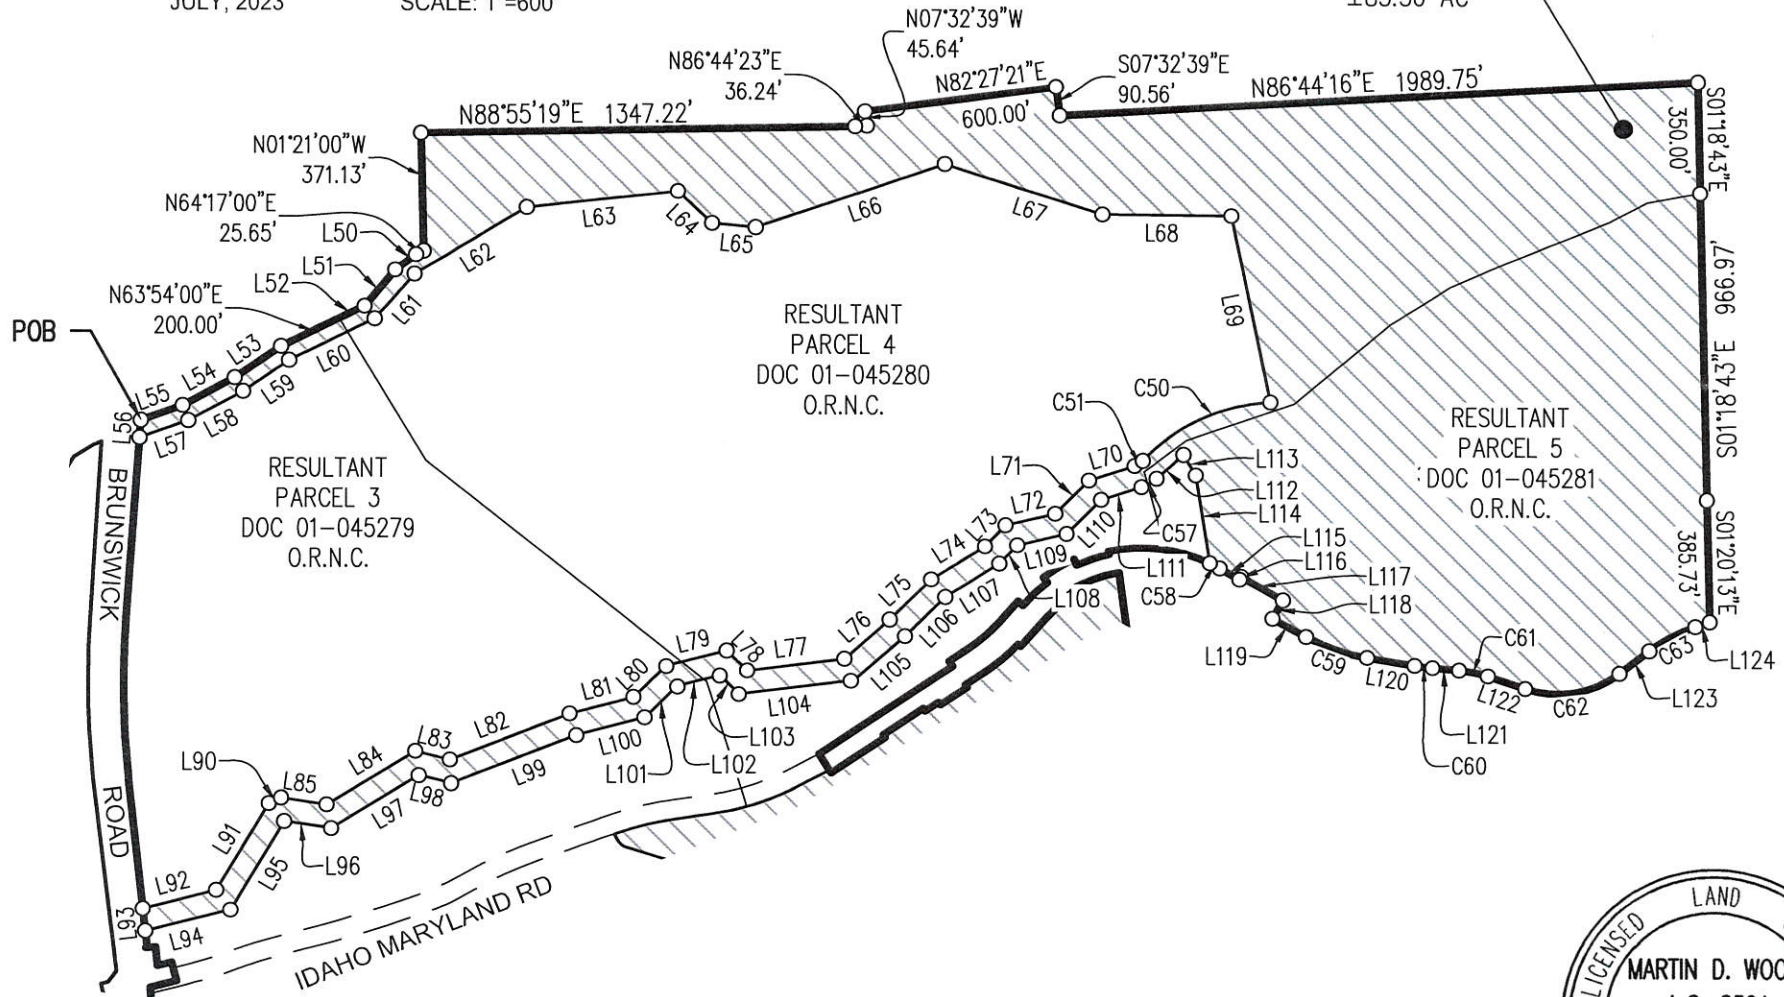 JULY, 2023
N07°32'39"W
45.64'
N86°44'23"E
36.24'
N82°27'21"E
600.00'
S07°32'39"E
90.56'
N86°44'16"E 1989.75'
N88°55'19"E 1347.22'
N01°21'00"W
371.13'
S01°18'43"E
350.00'
N64°17'00"E
25.65'
L50
L51
L52
N63°54'00"E
200.00'
POB
L53
L54
L55
L56
L57
L58
L59
L60
L61
L62
L63
L64
L65
L66
L67
L68
L69
S01°18'43"E 966.97'
RESULTANT
PARCEL 4
DOC 01-045280
O.R.N.C.
RESULTANT
PARCEL 3
DOC 01-045279
O.R.N.C.
RESULTANT
PARCEL 5
DOC 01-045281
O.R.N.C.
C50
C51
L70
L71
L72
L73
L74
L75
L76
L77
L78
L79
L80
L81
L82
L83
L84
L85
L90
L91
L92
L93
L94
L95
L96
L97
L98
L99
L100
L101
L102
L103
L104
L105
L106
L107
L108
L109
L110
L111
C57
L112
L113
L114
L115
L116
L117
L118
C58
L119
C59
L120
C60
L121
C61
L122
C62
L123
C63
L124
S01°20'13"E
385.73'
BRUNSWICK
ROAD
IDAHO MARYLAND RD
LICENSED
LAND
MARTIN D.